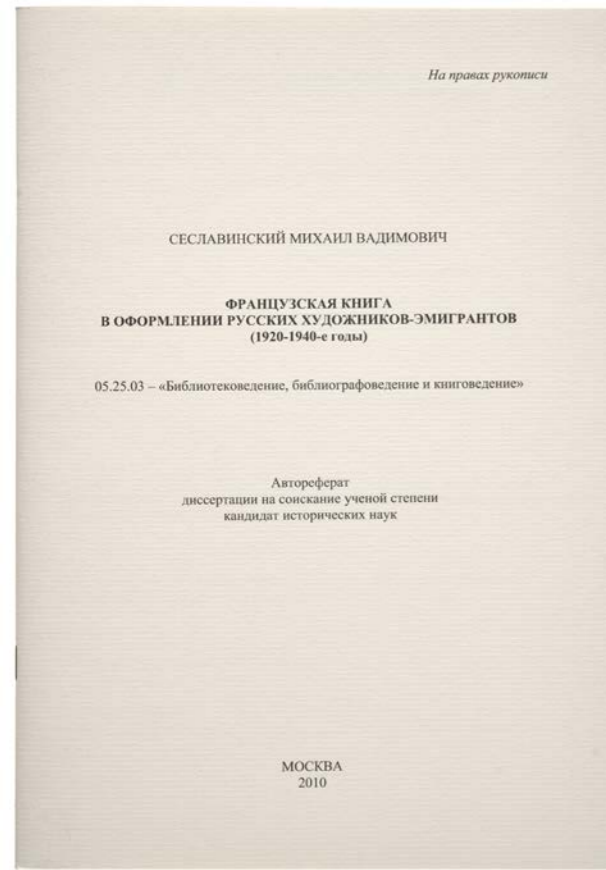 На правах рукописи
СЕСЛАВИНСКИЙ МИХАИЛ ВАДИМОВИЧ
ФРАНЦУЗСКАЯ КНИГА
В ОФОРМЛЕНИИ РУССКИХ ХУДОЖНИКОВ-ЭМИГРАНТОВ
(1920-1940-е годы)
05.25.03 – «Библиотековедение, библиографоведение и книговедение»
Автореферат
диссертации на соискание ученой степени
кандидат исторических наук
МОСКВА
2010